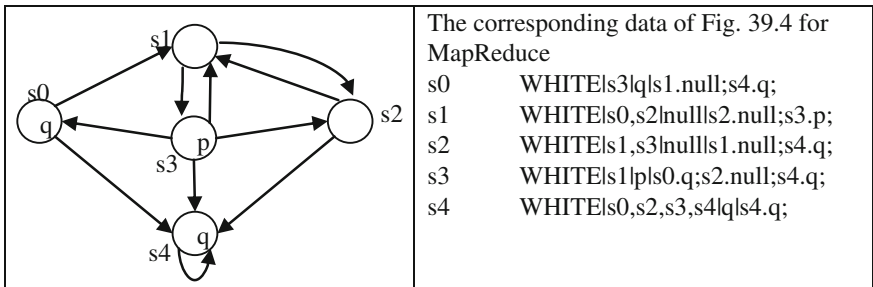 s1
s0
q
s2
p
s3
q
s4
The corresponding data of Fig. 39.4 for
MapReduce
s0 WHITE|s3|q|s1.null;s4.q;
s1 WHITE|s0,s2|null|s2.null;s3.p;
s2 WHITE|s1,s3|null|s1.null;s4.q;
s3 WHITE|s1|p|s0.q;s2.null;s4.q;
s4 WHITE|s0,s2,s3,s4|q|s4.q;